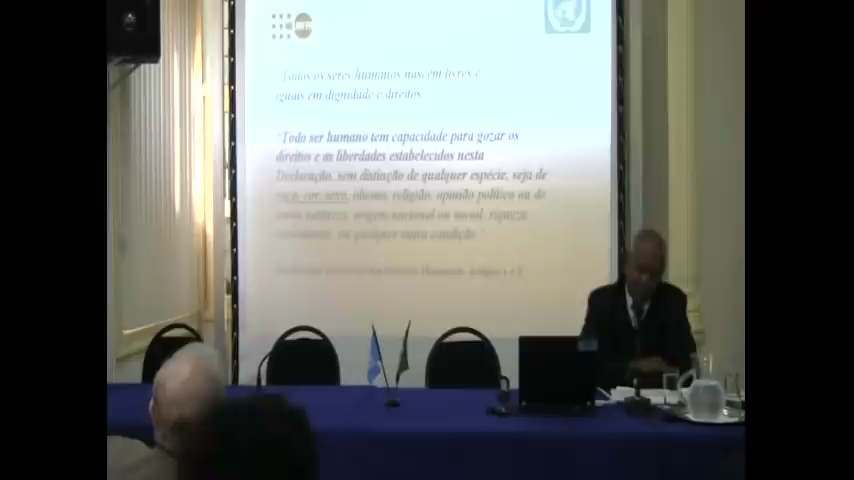 Todos os seres humanos nascem livres e
iguais em dignidade e direitos
"Todo ser humano tem capacidade para gozar os
direitos e as liberdades estabelecidos nesta
Declaração, sem distinção de qualquer espécie, seja de
raça, cor, sexo, idioma, religião, opinião política ou de
outra natureza, origem nacional ou social, riqueza,
nascimento, ou qualquer outra condição."